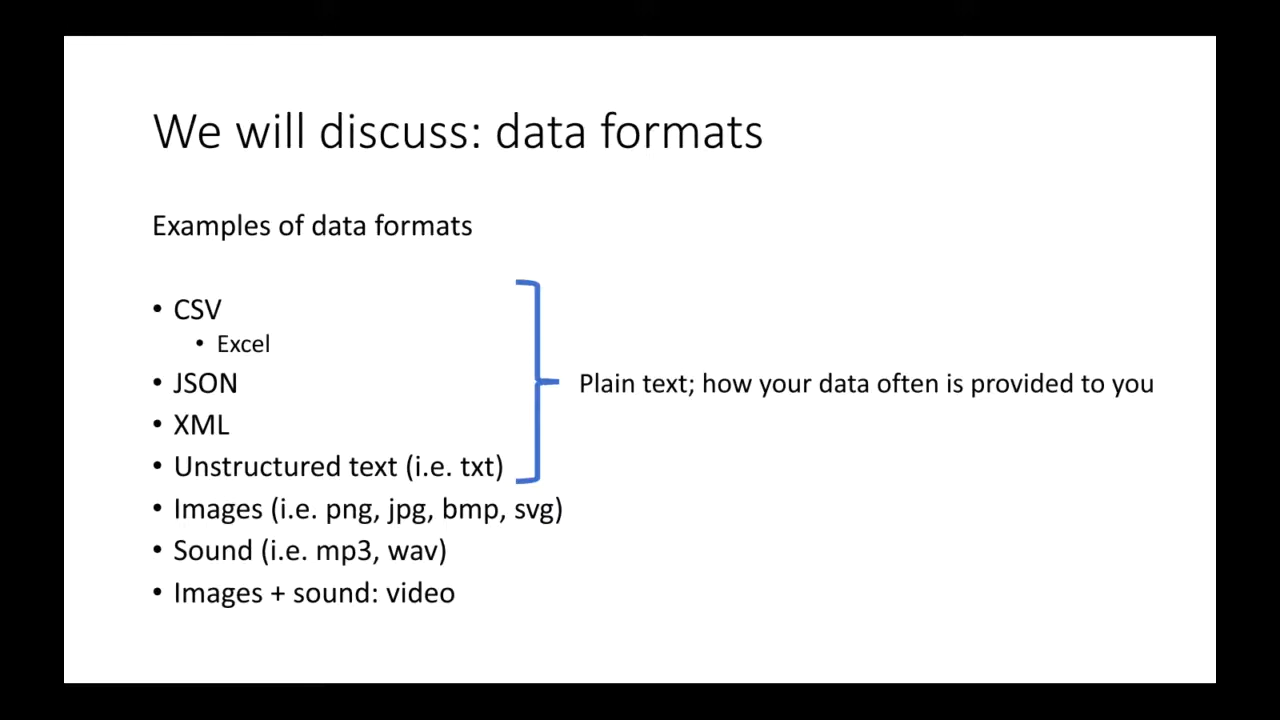 We will discuss: data formats
Examples of data formats
• CSV
• Excel
• JSON
• XML
• Unstructured text (i.e. txt)
Plain text; how your data often is provided to you
• Images (i.e. png, jpg, bmp, svg)
• Sound (i.e. mp3, wav)
• Images + sound: video